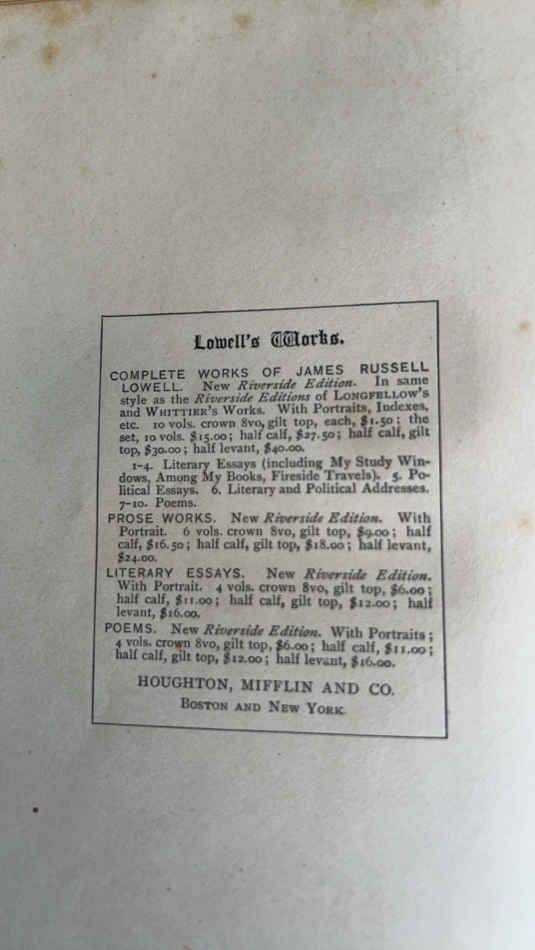 Lowell's Works.
COMPLETE WORKS OF JAMES RUSSELL
LOWELL. New Riverside Edition. In same
style as the Riverside Editions of LONGFELLOW'S
and WHITTIER'S Works. With Portraits, Indexes,
etc. 10 vols. crown 8vo, gilt top, each, $1.50; the
set, 10 vols. $15.00; half calf, $27.50; half calf, gilt
top, $30.00; half levant, $40.00.
1-4. Literary Essays (including My Study Win-
dows, Among My Books, Fireside Travels). 5. Po-
litical Essays. 6. Literary and Political Addresses.
7-10. Poems.
PROSE WORKS. New Riverside Edition. With
Portrait. 6 vols. crown 8vo, gilt top, $9.00; half
calf, $16.50; half calf, gilt top, $18.00; half levant,
$24.00.
LITERARY ESSAYS. New Riverside Edition.
With Portrait. 4 vols. crown 8vo, gilt top, $6.00;
half calf, $11.00; half calf, gilt top, $12.00; half
levant, $16.00.
POEMS. New Riverside Edition. With Portraits;
4 vols. crown 8vo, gilt top, $6.00; half calf, $11.00;
half calf, gilt top, $12.00; half levant, $16.00.
HOUGHTON, MIFFLIN AND CO.
BOSTON AND NEW YORK.